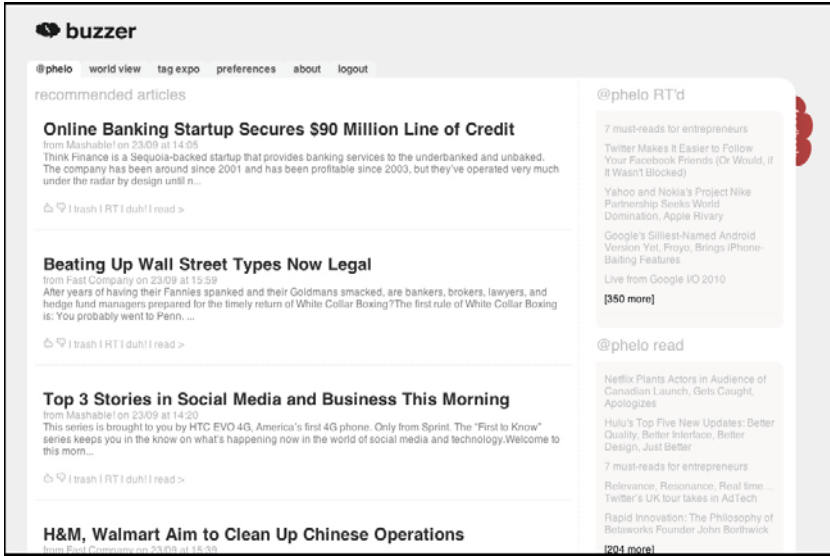 buzzer
@phelo world view tag expo preferences about logout
recommended articles
Online Banking Startup Secures $90 Million Line of Credit
from Mashable! on 23/09 at 14:05
Think Finance is a Sequoia-backed startup that provides banking services to the underbanked and unbaked.
The company has been around since 2001 and has been profitable since 2003, but they've operated very much
under the radar by design until n...
I trash I RT I duh! I read >
Beating Up Wall Street Types Now Legal
from Fast Company on 23/09 at 15:59
After years of having their Fannies spanked and their Goldmans smacked, are bankers, brokers, lawyers, and
hedge fund managers prepared for the timely return of White Collar Boxing?The first rule of White Collar Boxing
is: You probably went to Penn. ...
I trash I RT I duh! I read >
Top 3 Stories in Social Media and Business This Morning
from Mashable! on 23/09 at 14:20
This series is brought to you by HTC EVO 4G, America's first 4G phone. Only from Sprint. The "First to Know"
series keeps you in the know on what's happening now in the world of social media and technology.Welcome to
this morn...
I trash I RT I duh! I read >
H&M, Walmart Aim to Clean Up Chinese Operations
from Fast Company on 23/09 at 15:39
@phelo RT'd
7 must-reads for entrepreneurs
Twitter Makes It Easier to Follow
Your Facebook Friends (Or Would, if
It Wasn't Blocked)
Yahoo and Nokia's Project Nike
Partnership Seeks World
Domination, Apple Rivary
Google's Silliest-Named Android
Version Yet, Froyo, Brings iPhone-
Baiting Features
Live from Google I/O 2010
[350 more]
@phelo read
Netflix Plants Actors in Audience of
Canadian Launch, Gets Caught,
Apologizes
Hulu's Top Five New Updates: Better
Quality, Better Interface, Better
Design, Just Better
7 must-reads for entrepreneurs
Relevance, Resonance, Real time...
Twitter's UK tour takes in AdTech
Rapid Innovation: The Philosophy of
Betaworks Founder John Borthwick
[204 more]